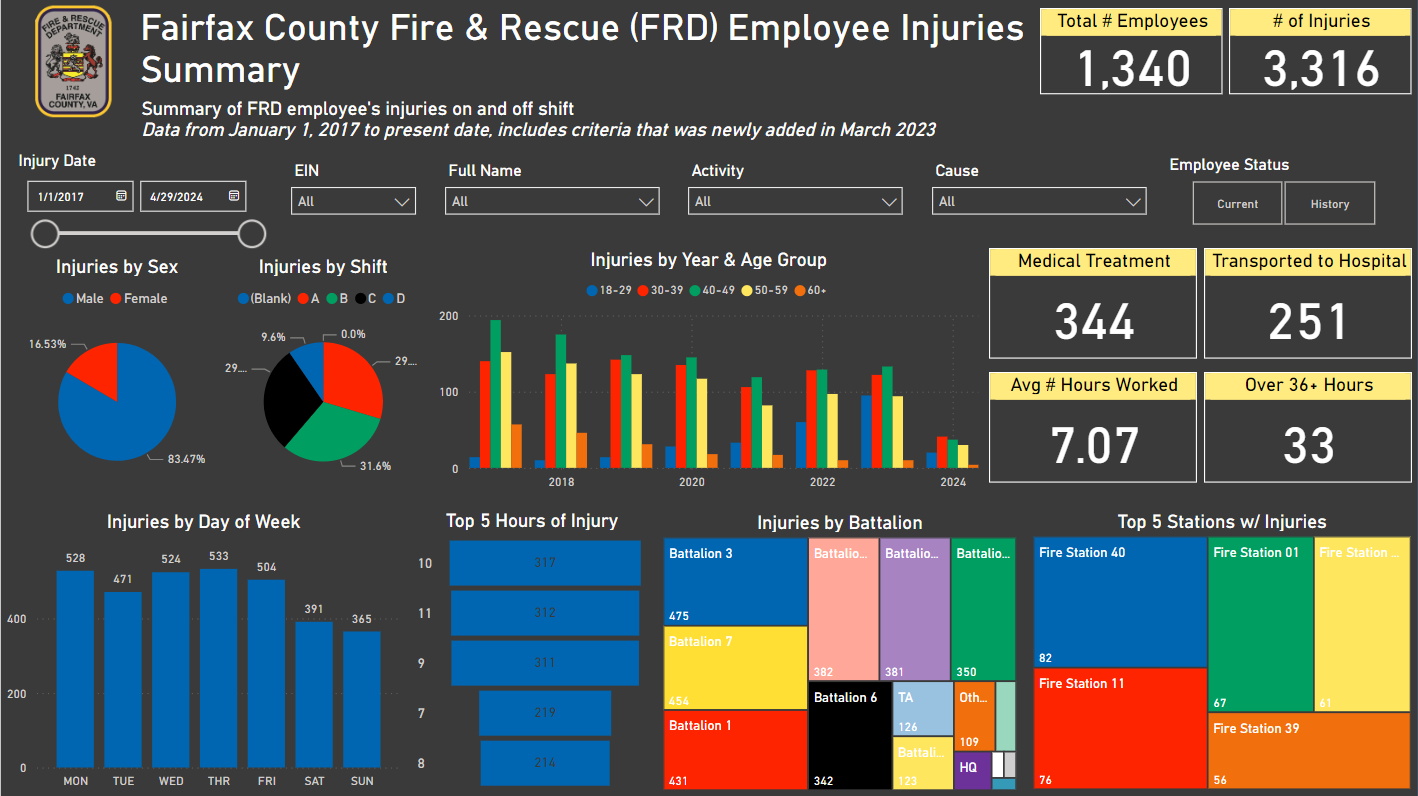 FIRE & RESCUE
DEPARTMENT
1742
FAIRFAX
COUNTY, VA
Fairfax County Fire & Rescue (FRD) Employee Injuries
Summary
Summary of FRD employee's injuries on and off shift
Data from January 1, 2017 to present date, includes criteria that was newly added in March 2023
Total # Employees
1,340
# of Injuries
3,316
Injury Date
1/1/2017
4/29/2024
EIN
All
Full Name
All
Activity
All
Cause
All
Employee Status
Current
History
Injuries by Sex
Male Female
16.53%
83.47%
Injuries by Shift
(Blank) A B C D
9.6%
0.0%
29....
29....
31.6%
Injuries by Year & Age Group
18-29 30-39 40-49 50-59 60+
200
100
0
2018 2020 2022 2024
Medical Treatment
344
Transported to Hospital
251
Avg # Hours Worked
7.07
Over 36+ Hours
33
Injuries by Day of Week
528
471
524
533
504
391
365
400
200
0
MON TUE WED THR FRI SAT SUN
Top 5 Hours of Injury
10 317
11 312
9 311
7 219
8 214
Injuries by Battalion
Battalion 3
475
Battalion 7
454
Battalion 1
431
Battalio...
382
Battalio...
381
Battalio...
350
Battalion 6
342
TA
126
Battali...
123
Oth...
109
HQ
Top 5 Stations w/ Injuries
Fire Station 40
82
Fire Station 11
76
Fire Station 01
67
Fire Station ...
61
Fire Station 39
56